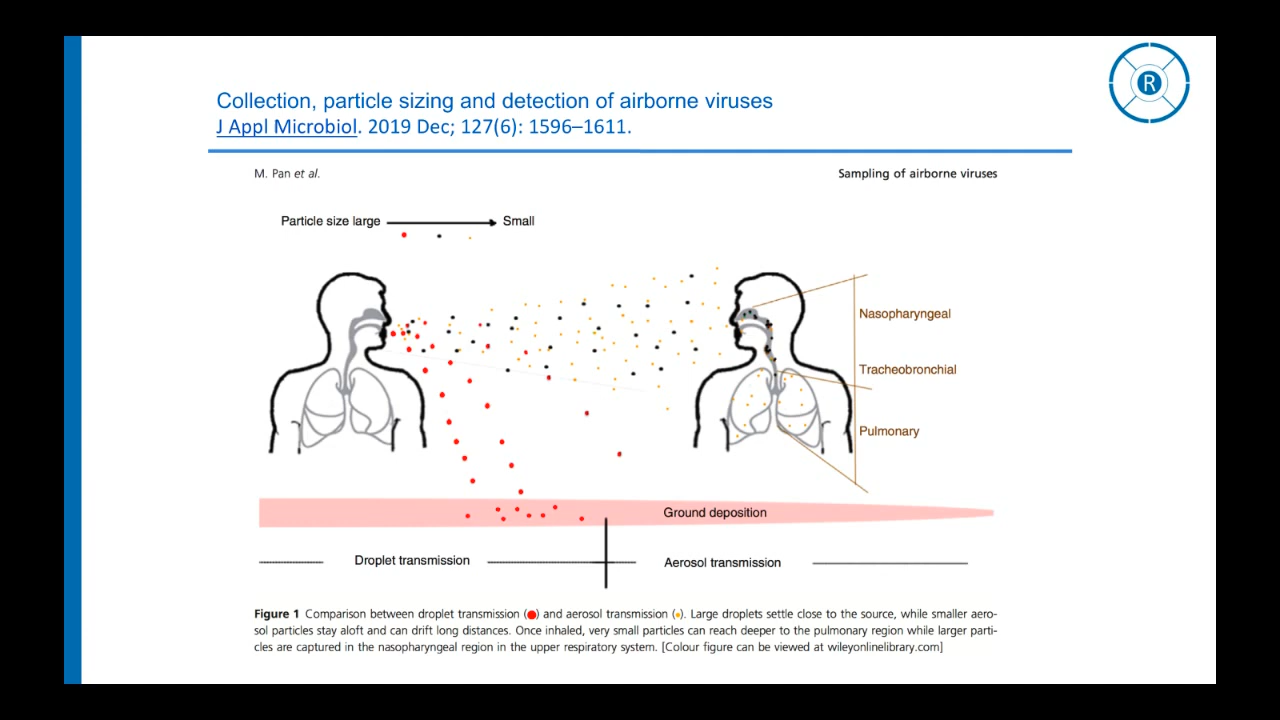 Collection, particle sizing and detection of airborne viruses
J Appl Microbiol. 2019 Dec; 127(6): 1596–1611.
R
M. Pan et al.
Sampling of airborne viruses
Particle size large
Small
Nasopharyngeal
Tracheobronchial
Pulmonary
Ground deposition
Droplet transmission
Aerosol transmission
Figure 1 Comparison between droplet transmission (●) and aerosol transmission (●). Large droplets settle close to the source, while smaller aero-
sol particles stay aloft and can drift long distances. Once inhaled, very small particles can reach deeper to the pulmonary region while larger parti-
cles are captured in the nasopharyngeal region in the upper respiratory system. [Colour figure can be viewed at wileyonlinelibrary.com]